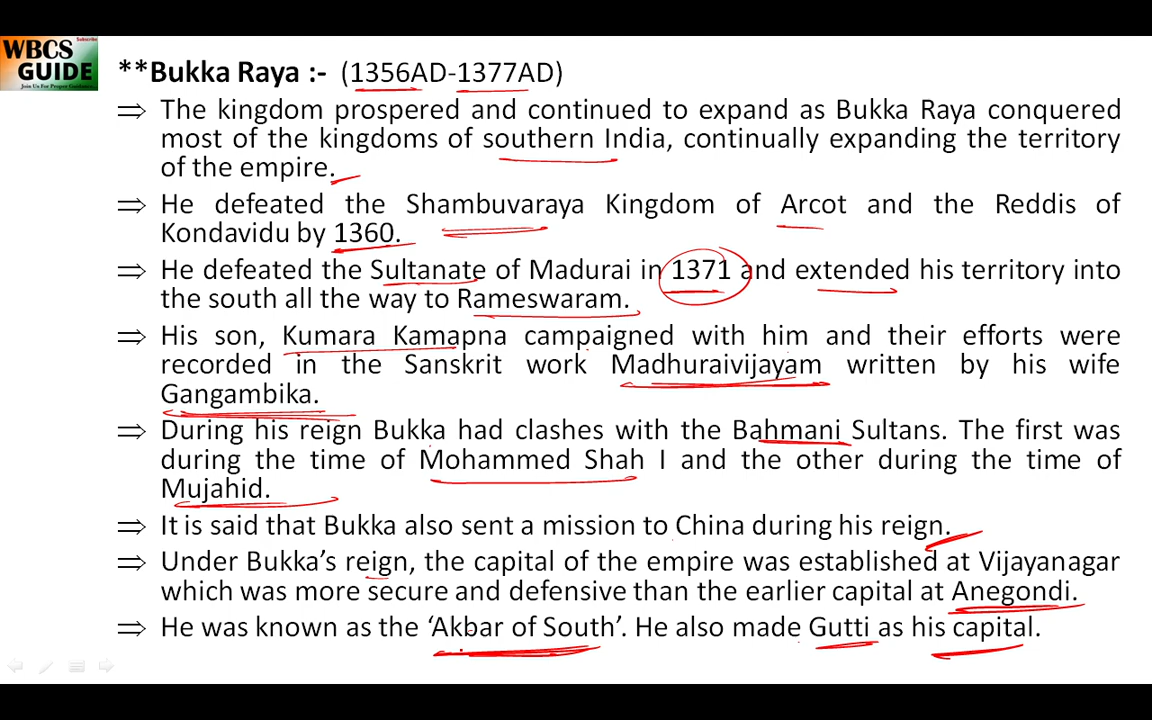 Subscribe
WBCS
GUIDE
Join Us For Proper Guidance
**Bukka Raya :- (1356AD-1377AD)
⇒ The kingdom prospered and continued to expand as Bukka Raya conquered
most of the kingdoms of southern India, continually expanding the territory
of the empire.
⇒ He defeated the Shambuvaraya Kingdom of Arcot and the Reddis of
Kondavidu by 1360.
⇒ He defeated the Sultanate of Madurai in 1371 and extended his territory into
the south all the way to Rameswaram.
⇒ His son, Kumara Kamapna campaigned with him and their efforts were
recorded in the Sanskrit work Madhuraivijayam written by his wife
Gangambika.
⇒ During his reign Bukka had clashes with the Bahmani Sultans. The first was
during the time of Mohammed Shah I and the other during the time of
Mujahid.
⇒ It is said that Bukka also sent a mission to China during his reign.
⇒ Under Bukka's reign, the capital of the empire was established at Vijayanagar
which was more secure and defensive than the earlier capital at Anegondi.
⇒ He was known as the ‘Akbar of South’. He also made Gutti as his capital.